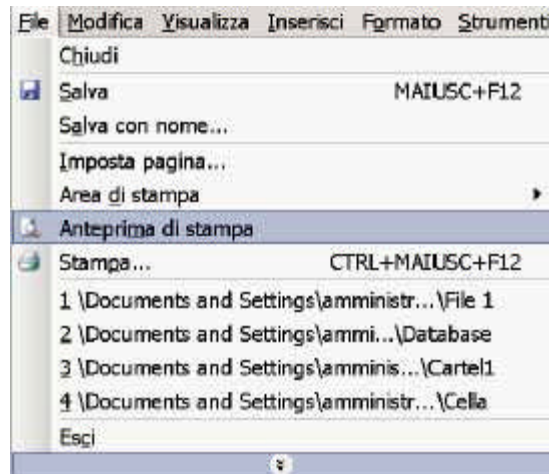 File Modifica Visualizza Inserisci Formato Strumenti
Chiudi
Salva MAIUSC+F12
Salva con nome...
Imposta pagina...
Area di stampa
Anteprima di stampa
Stampa... CTRL+MAIUSC+F12
1 \Documents and Settings\amministr...\File 1
2 \Documents and Settings\ammi...\Database
3 \Documents and Settings\amminis...\Cartel1
4 \Documents and Settings\amministr...\Cella
Esci